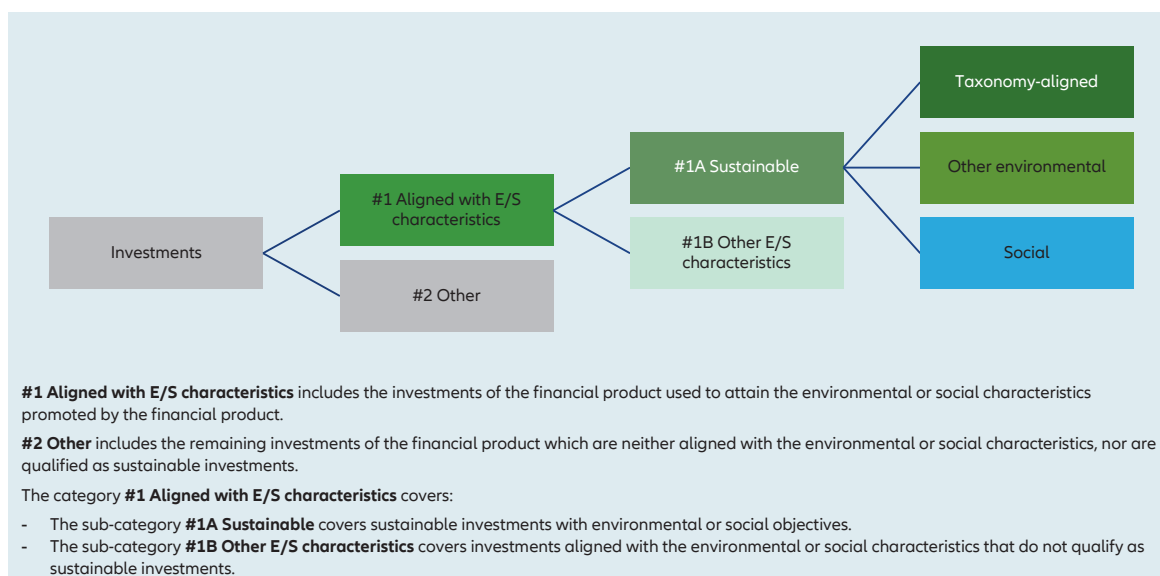 Taxonomy-aligned
#1A Sustainable
Other environmental
#1 Aligned with E/S
characteristics
Investments
#1B Other E/S
characteristics
Social
#2 Other
#1 Aligned with E/S characteristics includes the investments of the financial product used to attain the environmental or social characteristics
promoted by the financial product.
#2 Other includes the remaining investments of the financial product which are neither aligned with the environmental or social characteristics, nor are
qualified as sustainable investments.
The category #1 Aligned with E/S characteristics covers:
- The sub-category #1A Sustainable covers sustainable investments with environmental or social objectives.
- The sub-category #1B Other E/S characteristics covers investments aligned with the environmental or social characteristics that do not qualify as
sustainable investments.